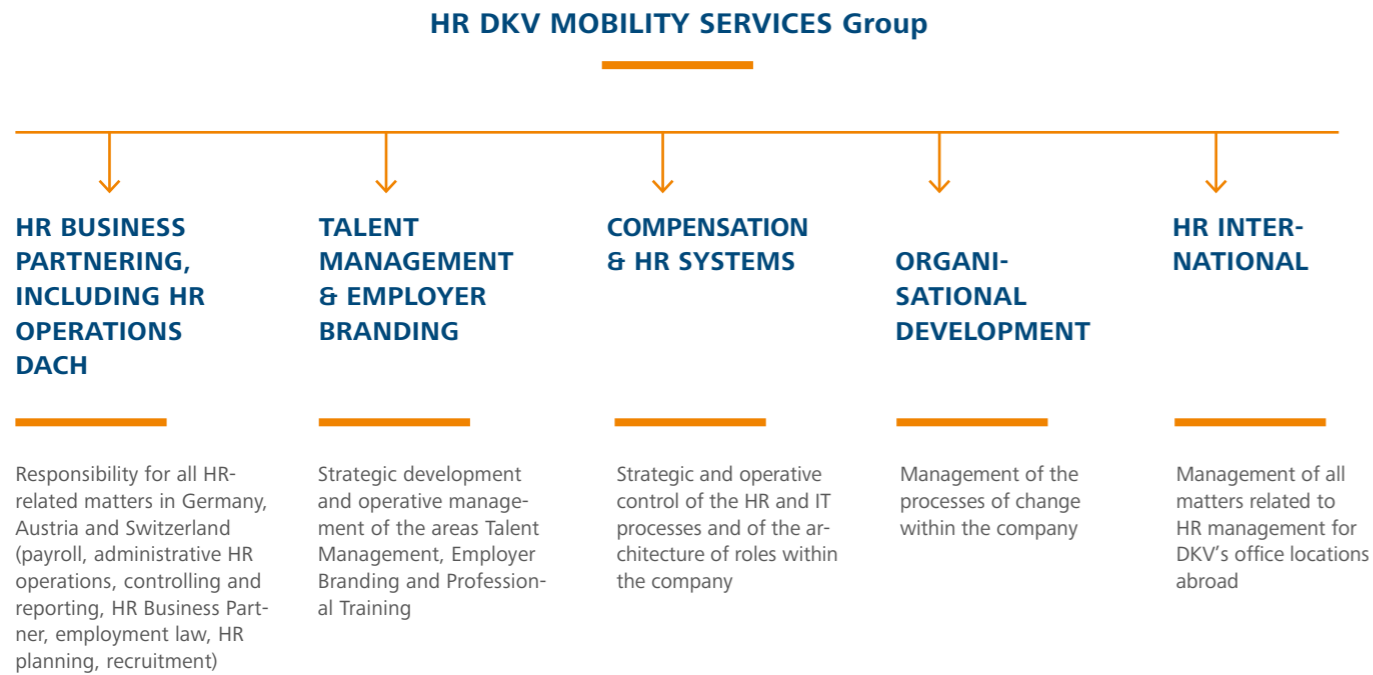 HR DKV MOBILITY SERVICES Group
HR BUSINESS
PARTNERING,
INCLUDING HR
OPERATIONS
DACH
Responsibility for all HR-
related matters in Germany,
Austria and Switzerland
(payroll, administrative HR
operations, controlling and
reporting, HR Business Part-
ner, employment law, HR
planning, recruitment)
TALENT
MANAGEMENT
& EMPLOYER
BRANDING
Strategic development
and operative manage-
ment of the areas Talent
Management, Employer
Branding and Profession-
al Training
COMPENSATION
& HR SYSTEMS
Strategic and operative
control of the HR and IT
processes and of the ar-
chitecture of roles within
the company
ORGANI-
SATIONAL
DEVELOPMENT
Management of the
processes of change
within the company
HR INTER-
NATIONAL
Management of all
matters related to
HR management for
DKV’s office locations
abroad